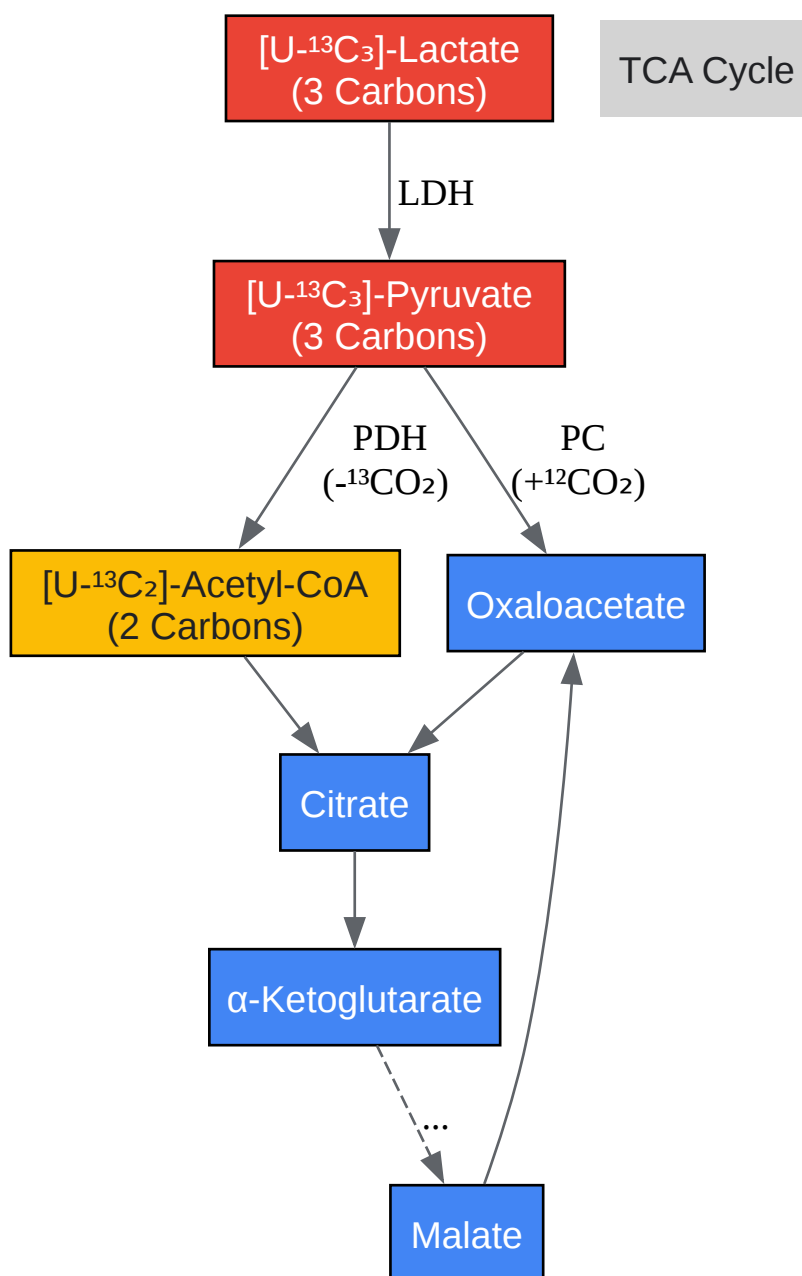 [U-¹³C₃]-Lactate
(3 Carbons)
TCA Cycle
LDH
[U-¹³C₃]-Pyruvate
(3 Carbons)
PDH
(-¹³CO₂)
PC
(+¹²CO₂)
[U-¹³C₂]-Acetyl-CoA
(2 Carbons)
Oxaloacetate
Citrate
α-Ketoglutarate
...
Malate